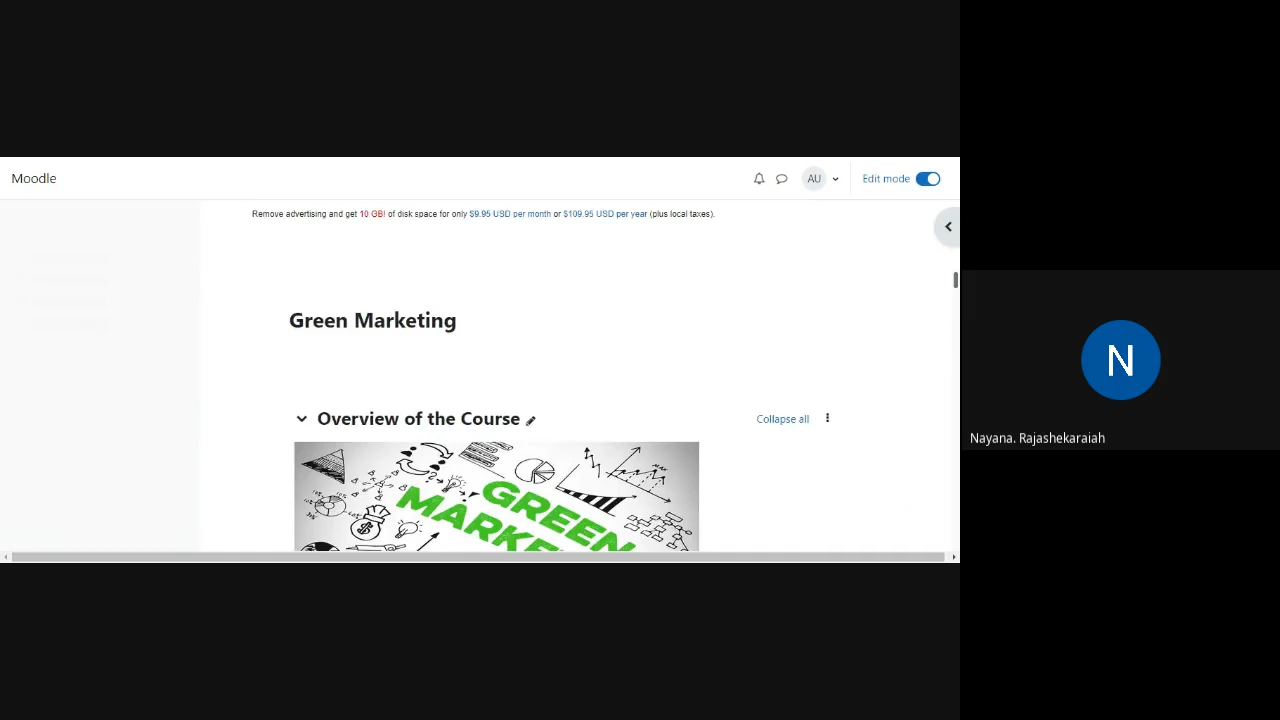 Moodle
AU
Edit mode
Remove advertising and get 10 GB! of disk space for only $9.95 USD per month or $109.95 USD per year (plus local taxes).
Green Marketing
Overview of the Course
Collapse all
GREEN
MARKE
N
Nayana. Rajashekaraiah